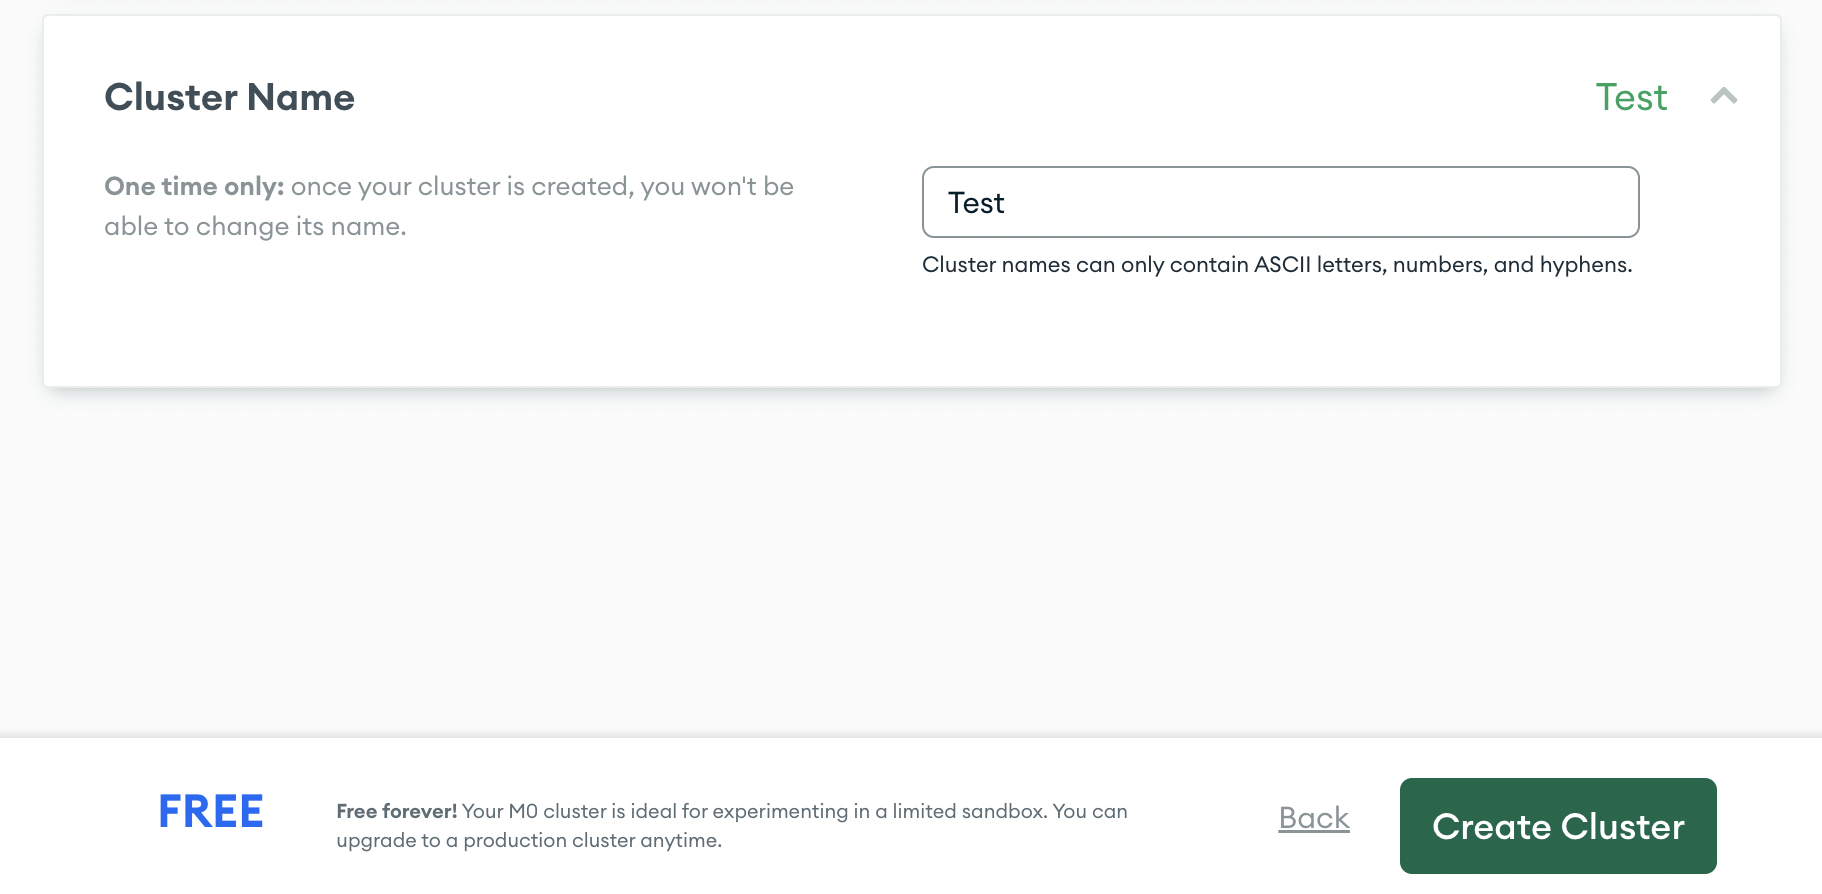 Cluster Name
Test
One time only: once your cluster is created, you won't be
able to change its name.
Test
Cluster names can only contain ASCII letters, numbers, and hyphens.
FREE
Free forever! Your M0 cluster is ideal for experimenting in a limited sandbox. You can
upgrade to a production cluster anytime.
Back
Create Cluster